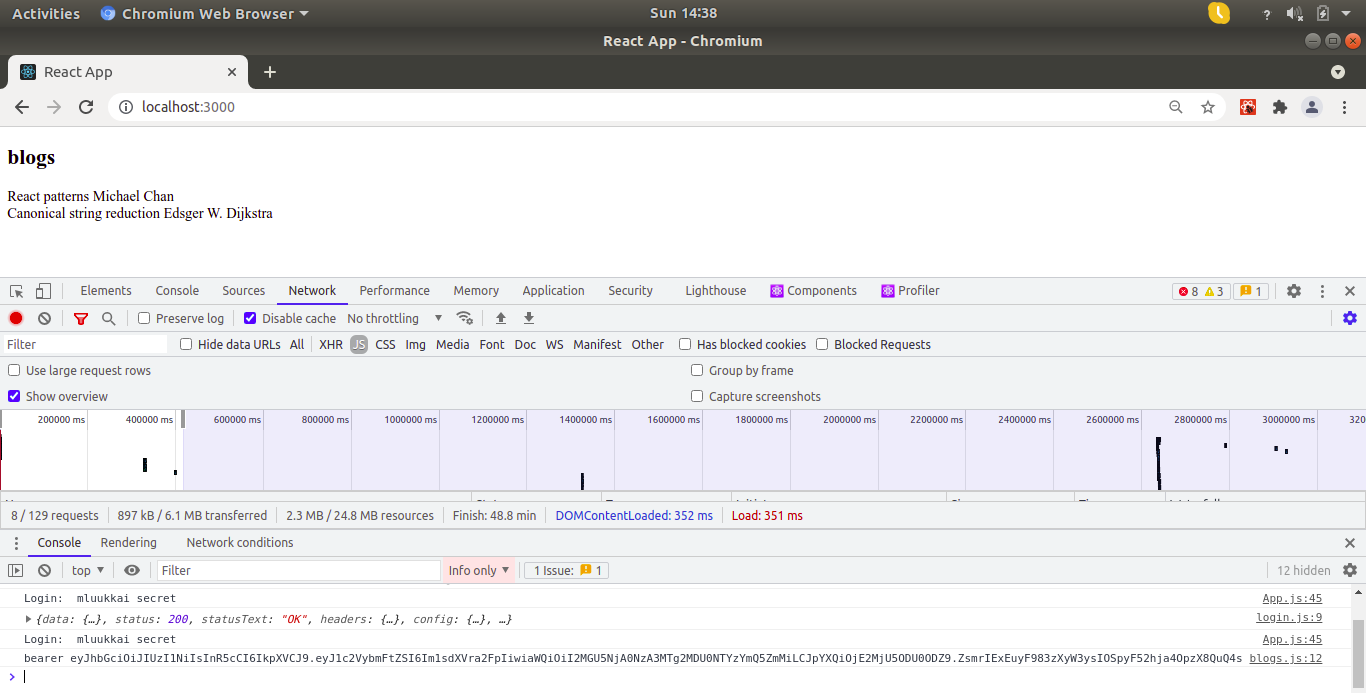 Activities Chromium Web Browser Sun 14:38
React App - Chromium
React App
localhost:3000
blogs
React patterns Michael Chan
Canonical string reduction Edsger W. Dijkstra
Elements Console Sources Network Performance Memory Application Security Lighthouse Components Profiler 8 3 1
Preserve log Disable cache No throttling
Filter Hide data URLs All XHR JS CSS Img Media Font Doc WS Manifest Other Has blocked cookies Blocked Requests
Use large request rows Group by frame
Show overview Capture screenshots
200000 ms 400000 ms 600000 ms 800000 ms 1000000 ms 1200000 ms 1400000 ms 1600000 ms 1800000 ms 2000000 ms 2200000 ms 2400000 ms 2600000 ms 2800000 ms 3000000 ms 320
8 / 129 requests 897 kB / 6.1 MB transferred 2.3 MB / 24.8 MB resources Finish: 48.8 min DOMContentLoaded: 352 ms Load: 351 ms
Console Rendering Network conditions
top Filter Info only 1 Issue: 1 12 hidden
Login: mluukkai secret App.js:45
{data: {…}, status: 200, statusText: "OK", headers: {…}, config: {…}, …} login.js:9
Login: mluukkai secret App.js:45
bearer eyJhbGciOiJIUzI1NiIsInR5cCI6IkpXVCJ9.eyJ1c2VybmFtZSI6Im1sdXVra2FpIiwiaWQiOiI2MGU5NjA0NzA3MTg2MDU0NTYzYmQ5ZmMiLCJpYXQiOjE2MjU5ODU0ODZ9.ZsmrIExEuyF983zXyW3ysIOSpyF52hja4OpzX8QuQ4s blogs.js:12